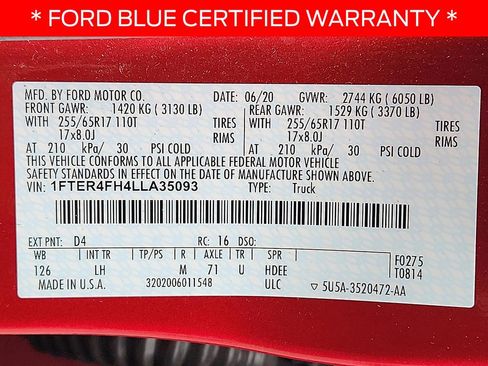 * FORD BLUE CERTIFIED WARRANTY *
MFD. BY FORD MOTOR CO. DATE: 06/20 GVWR: 2744 KG ( 6050 LB)
FRONT GAWR: 1420 KG ( 3130 LB) REAR GAWR: 1529 KG ( 3370 LB)
WITH TIRES WITH TIRES
255/65R17 110T RIMS 255/65R17 110T RIMS
17x8.0J 17x8.0J
AT 210 kPa/ 30 PSI COLD AT 210 kPa/ 30 PSI COLD
THIS VEHICLE CONFORMS TO ALL APPLICABLE FEDERAL MOTOR VEHICLE
SAFETY STANDARDS IN EFFECT ON THE DATE OF MANUFACTURE SHOWN ABOVE.
VIN: 1FTER4FH4LLA35093 TYPE: Truck
EXT PNT: D4 RC: 16 DSO:
WB INT TR TP/PS R AXLE TR SPR F0275
126 LH M 71 U HDEE T0814
MADE IN U.S.A. 3202006011548 ULC 5U5A-3520472-AA